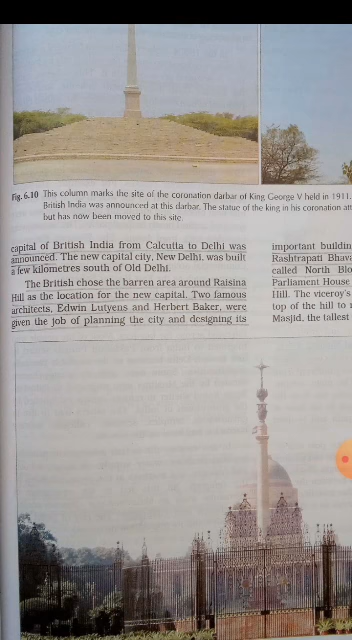 Fig. 6.10 This column marks the site of the coronation darbar of King George V held in 1911.
British India was announced at this darbar. The statue of the king in his coronation
but has now been moved to this site.
capital of British India from Calcutta to Delhi was
announced. The new capital city, New Delhi, was built
a few kilometres south of Old Delhi.
The British chose the barren area around Raisina
Hill as the location for the new capital. Two famous
architects, Edwin Lutyens and Herbert Baker, were
given the job of planning the city and designing its
important
Rashtrapati
called North
Parliament House
Hill. The viceroy's
top of the hill to
Masjid, the tallest